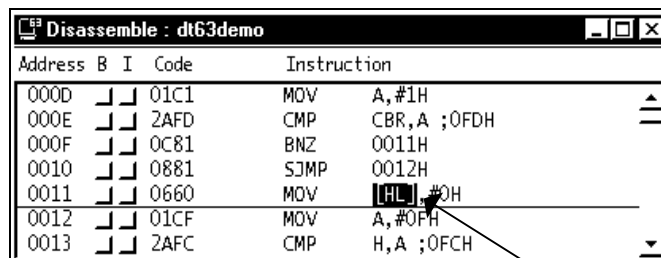 Disassemble : dt63demo
Address B I Code Instruction
000D 01C1 MOV A,#1H
000E 2AFD CMP CBR,A ;0FDH
000F 0C81 BNZ 0011H
0010 0881 SJMP 0012H
0011 0660 MOV [HL],#0H
0012 01CF MOV A,#0FH
0013 2AFC CMP H,A ;0FCH